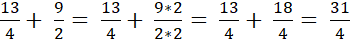 13/4 + 9/2 = 13/4 + 9*2/2*2 = 13/4 + 18/4 = 31/4